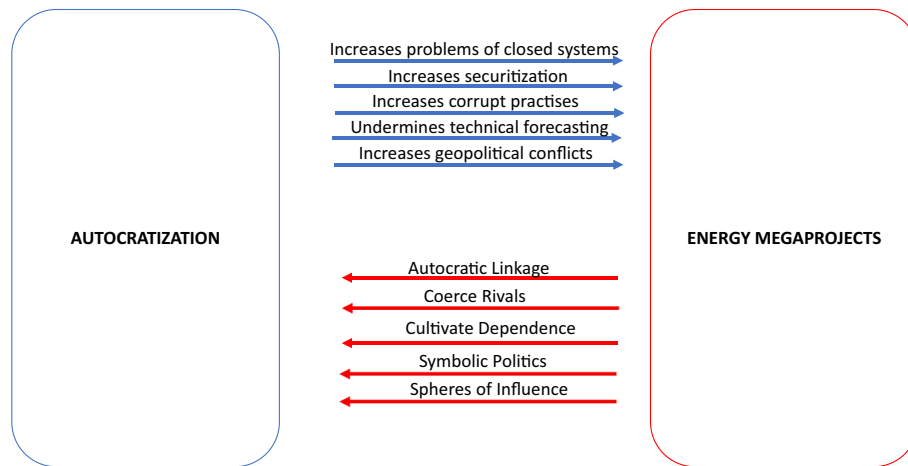 Increases problems of closed systems
Increases securitization
Increases corrupt practises
Undermines technical forecasting
Increases geopolitical conflicts
AUTOCRATIZATION
ENERGY MEGAPROJECTS
Autocratic Linkage
Coerce Rivals
Cultivate Dependence
Symbolic Politics
Spheres of Influence